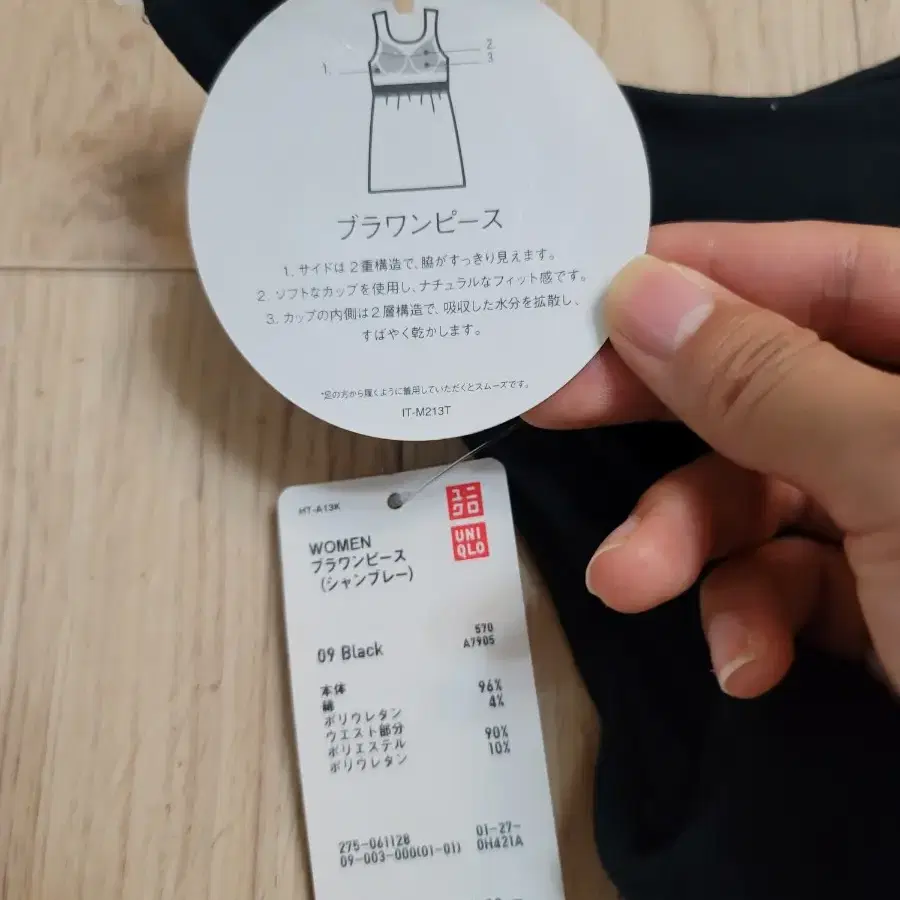 1.
2.
3
ブラワンピース
1. サイドは2重構造で、脇がすっきり見えます。
2. ソフトなカップを使用し、ナチュラルなフィット感です。
3. カップの内側は2層構造で、吸収した水分を拡散し、
すばやく乾かします。
*足の方から履くように着用していただくとスムーズです。
IT-M213T
HT-A13K
ユニ
クロ
UNI
QLO
WOMEN
ブラワンピース
(シャンブレー)
570
09 Black A7905
本体
綿 96%
ポリウレタン 4%
ウエスト部分
ポリエステル 90%
ポリウレタン 10%
275-061128 01-27-
09-003-000(01-01) 0H421A